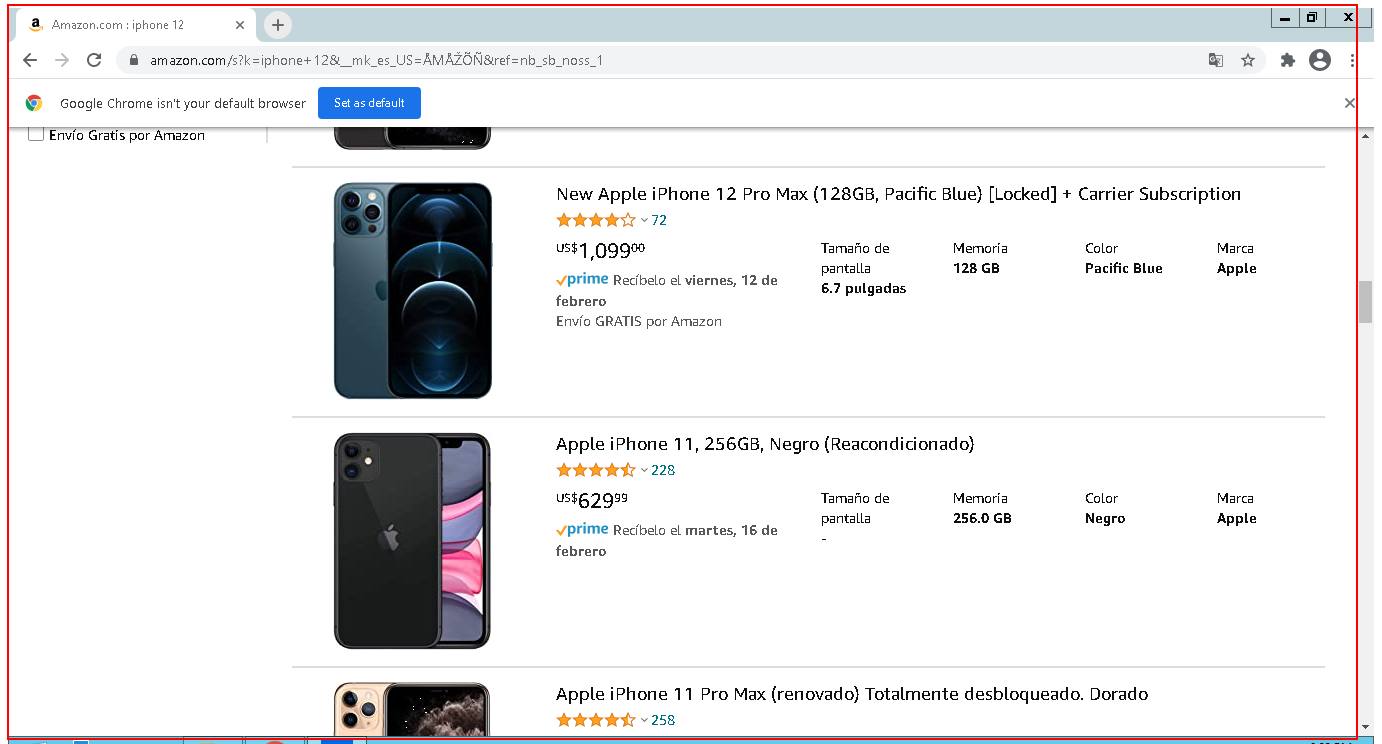 Amazon.com : iphone 12
amazon.com/s?k=iphone+12&__mk_es_US=ÅMÅŽÕÑ&ref=nb_sb_noss_1
Google Chrome isn't your default browser
Set as default
Envío Gratis por Amazon
New Apple iPhone 12 Pro Max (128GB, Pacific Blue) [Locked] + Carrier Subscription
72
US$1,09900
prime Recíbelo el viernes, 12 de
febrero
Envío GRATIS por Amazon
Tamaño de
pantalla
6.7 pulgadas
Memoria
128 GB
Color
Pacific Blue
Marca
Apple
Apple iPhone 11, 256GB, Negro (Reacondicionado)
228
US$62999
prime Recíbelo el martes, 16 de
febrero
Tamaño de
pantalla
-
Memoria
256.0 GB
Color
Negro
Marca
Apple
Apple iPhone 11 Pro Max (renovado) Totalmente desbloqueado. Dorado
258